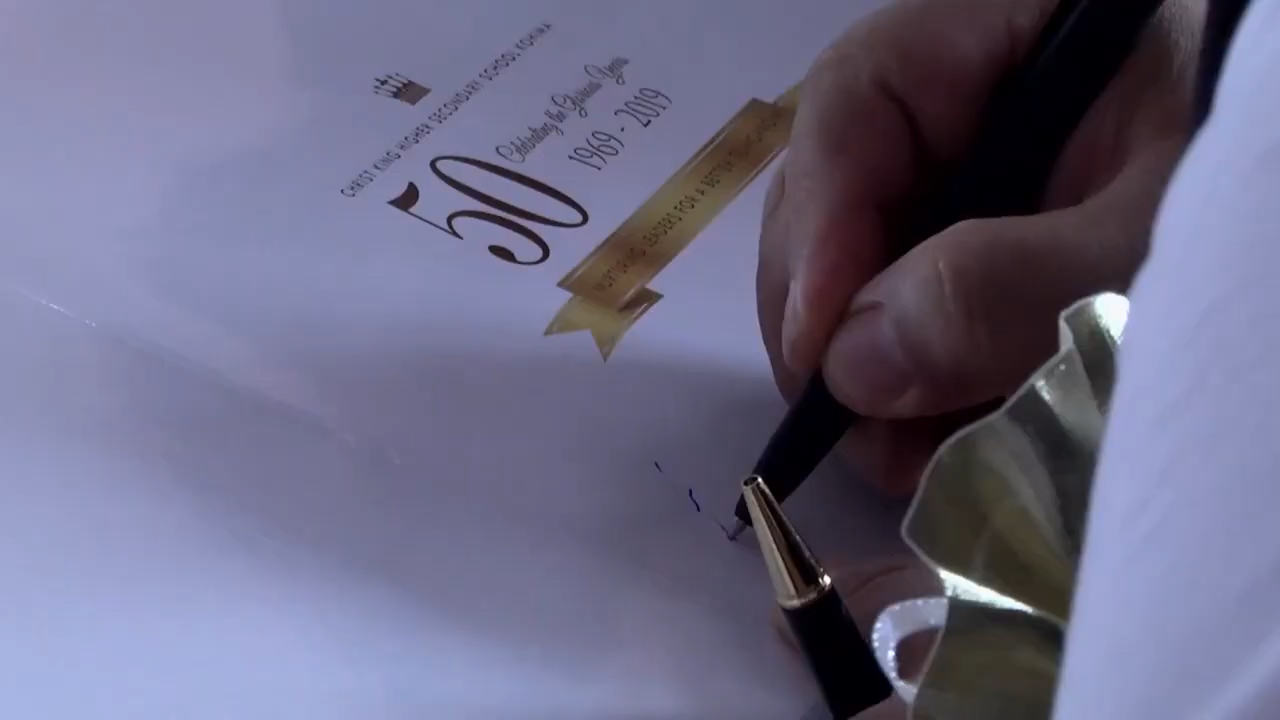 CHRIST KING HIGHER SECONDARY SCHOOL KOHIMA
50
Celebrating the Glorious Years
1969 - 2019
NURTURING LEADERS FOR A BETTER